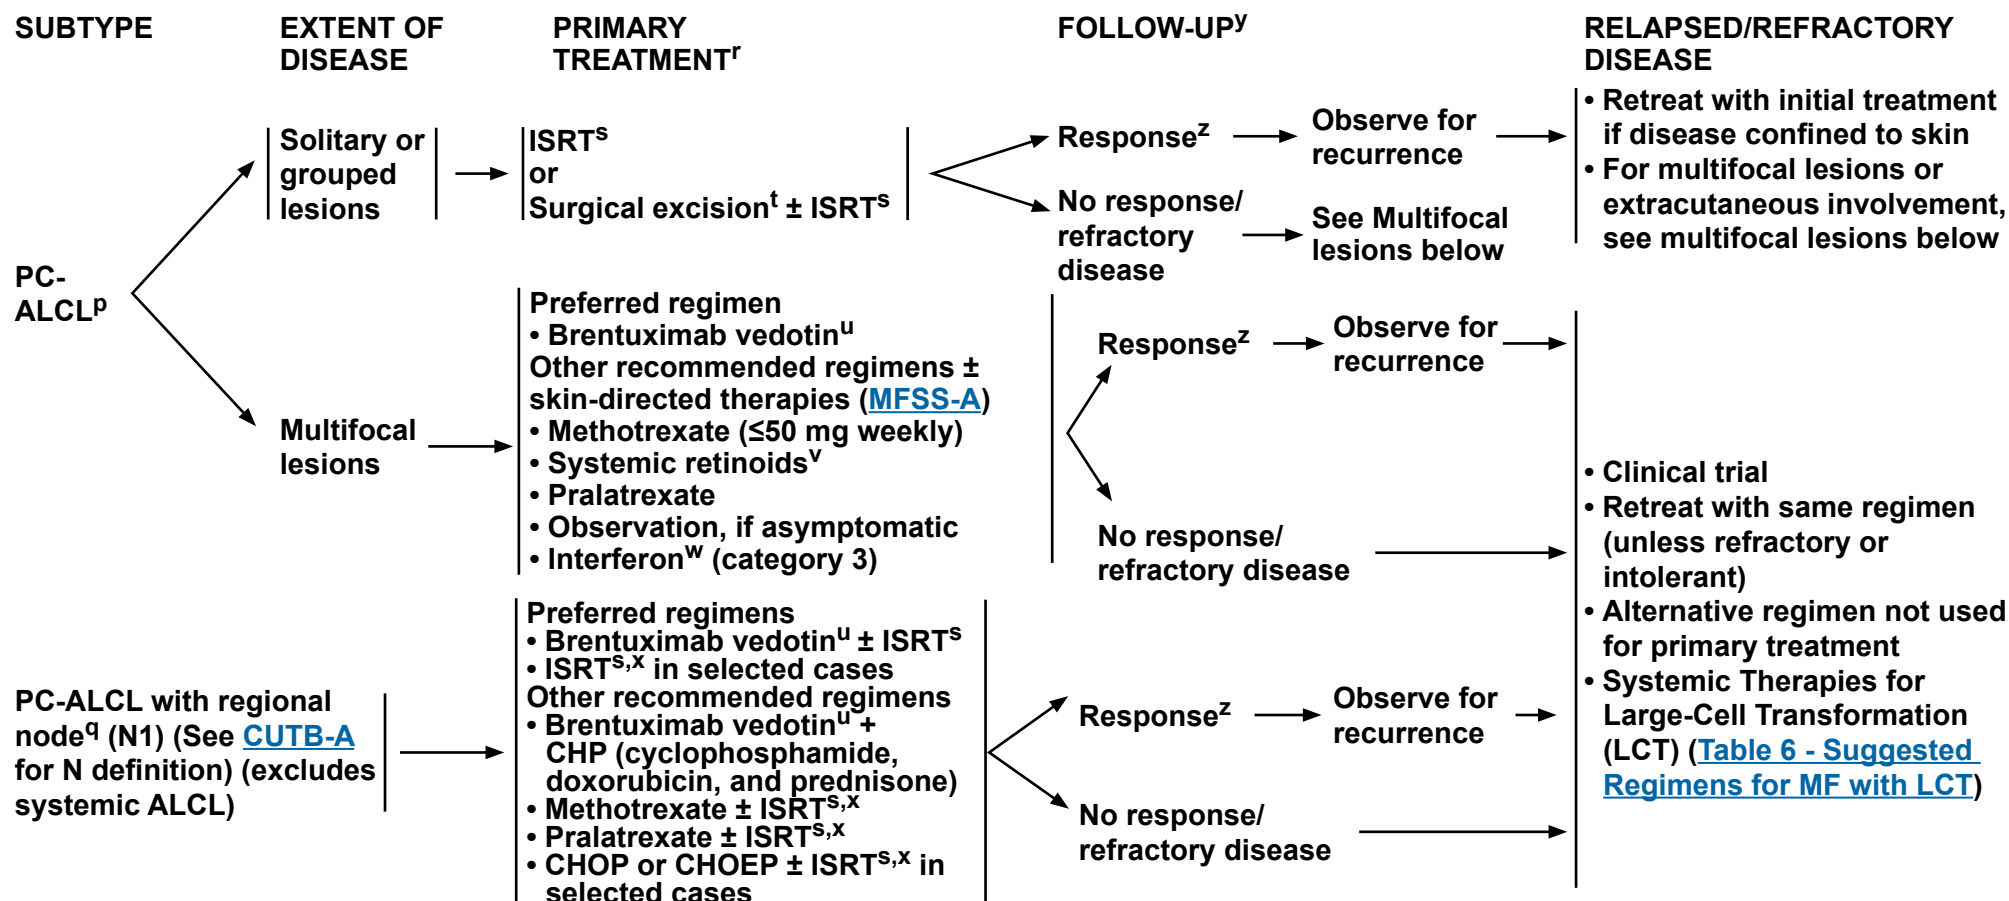 SUBTYPE
EXTENT OF
DISEASE
PRIMARY
TREATMENTʳ
FOLLOW-UPʸ
RELAPSED/REFRACTORY
DISEASE
PC-
ALCLᵖ
Solitary or
grouped
lesions
ISRTˢ
or
Surgical excisionᵗ ± ISRTˢ
Responseᶻ
Observe for
recurrence
No response/
refractory
disease
See Multifocal
lesions below
• Retreat with initial treatment
if disease confined to skin
• For multifocal lesions or
extracutaneous involvement,
see multifocal lesions below
Multifocal
lesions
Preferred regimen
• Brentuximab vedotinᵘ
Other recommended regimens ±
skin-directed therapies (MFSS-A)
• Methotrexate (≤50 mg weekly)
• Systemic retinoidsᵛ
• Pralatrexate
• Observation, if asymptomatic
• Interferonʷ (category 3)
Responseᶻ
Observe for
recurrence
No response/
refractory disease
PC-ALCL with regional
nodeq (N1) (See CUTB-A
for N definition) (excludes
systemic ALCL)
Preferred regimens
• Brentuximab vedotinᵘ ± ISRTˢ
• ISRTˢ,ˣ in selected cases
Other recommended regimens
• Brentuximab vedotinᵘ +
CHP (cyclophosphamide,
doxorubicin, and prednisone)
• Methotrexate ± ISRTˢ,ˣ
• Pralatrexate ± ISRTˢ,ˣ
• CHOP or CHOEP ± ISRTˢ,ˣ in
selected cases
Responseᶻ
Observe for
recurrence
No response/
refractory disease
• Clinical trial
• Retreat with same regimen
(unless refractory or
intolerant)
• Alternative regimen not used
for primary treatment
• Systemic Therapies for
Large-Cell Transformation
(LCT) (Table 6 - Suggested
Regimens for MF with LCT)